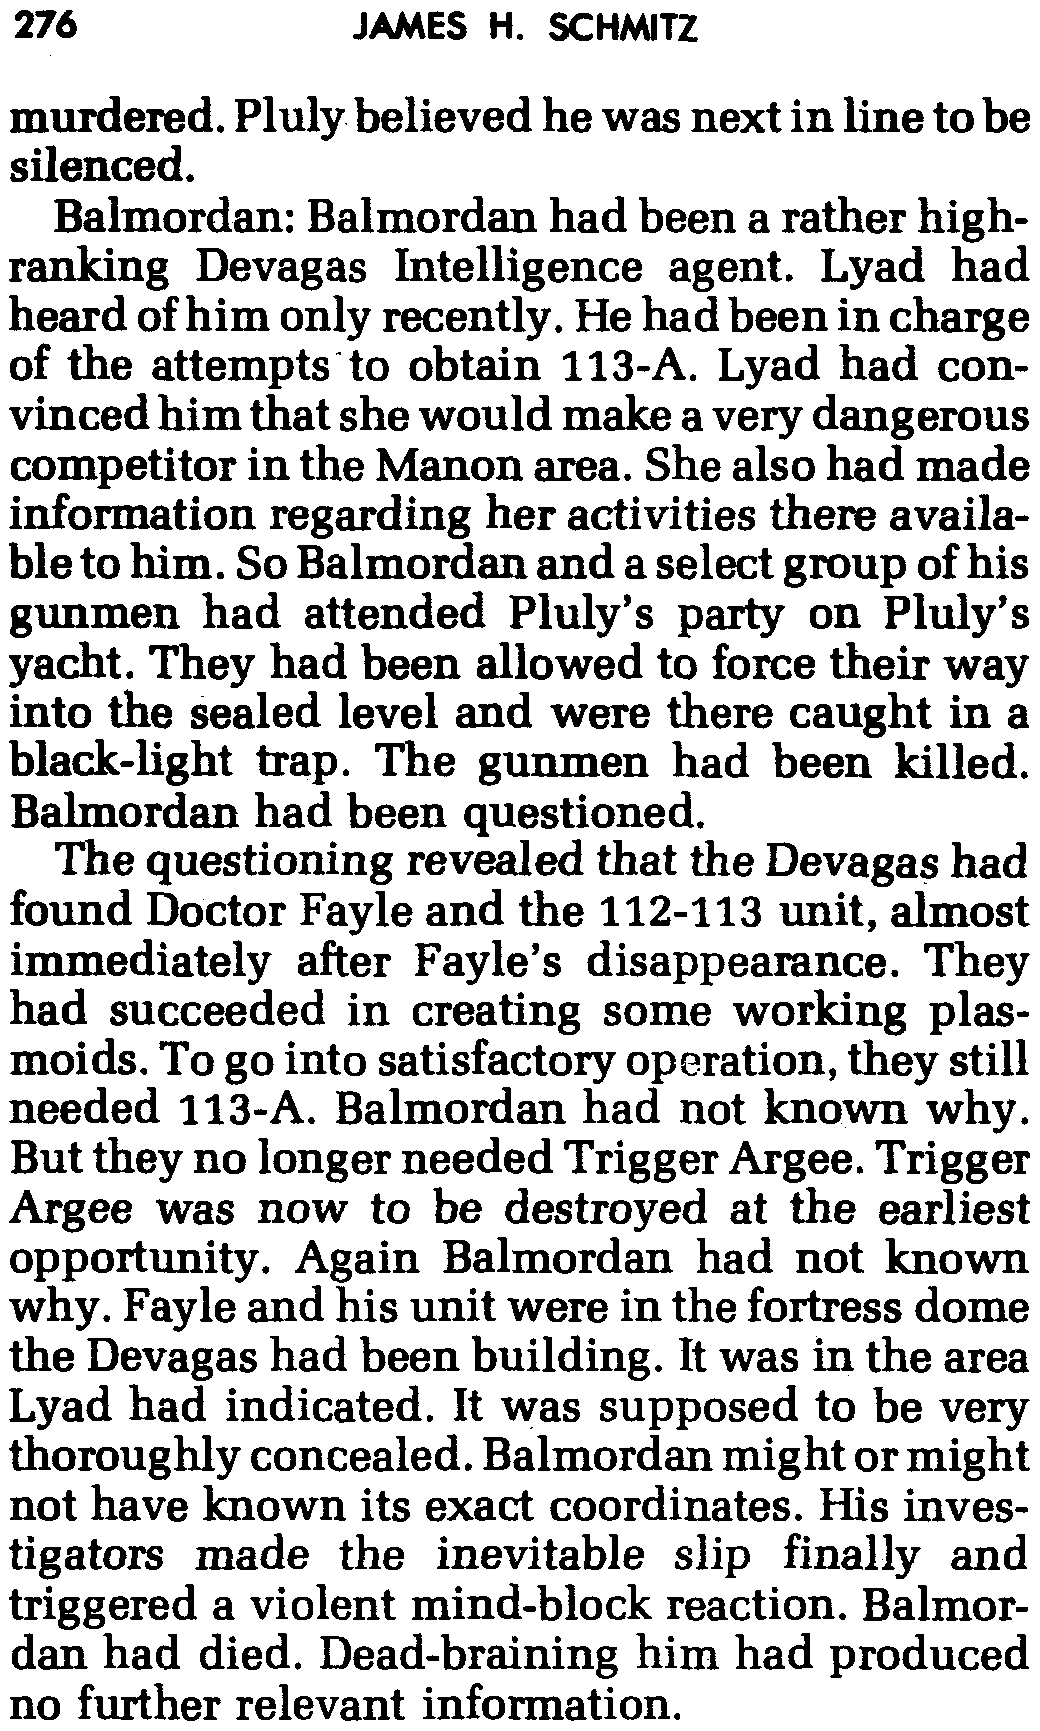 276 JAMES H. SCHMITZ
murdered. Pluly believed he was next in line to be
silenced.
Balmordan: Balmordan had been a rather high-
ranking Devagas Intelligence agent. Lyad had
heard of him only recently. He had been in charge
of the attempts to obtain 113-A. Lyad had con-
vinced him that she would make a very dangerous
competitor in the Manon area. She also had made
information regarding her activities there availa-
ble to him. So Balmordan and a select group of his
gunmen had attended Pluly's party on Pluly's
yacht. They had been allowed to force their way
into the sealed level and were there caught in a
black-light trap. The gunmen had been killed.
Balmordan had been questioned.
The questioning revealed that the Devagas had
found Doctor Fayle and the 112-113 unit, almost
immediately after Fayle's disappearance. They
had succeeded in creating some working plas-
moids. To go into satisfactory operation, they still
needed 113-A. Balmordan had not known why.
But they no longer needed Trigger Argee. Trigger
Argee was now to be destroyed at the earliest
opportunity. Again Balmordan had not known
why. Fayle and his unit were in the fortress dome
the Devagas had been building. It was in the area
Lyad had indicated. It was supposed to be very
thoroughly concealed. Balmordan might or might
not have known its exact coordinates. His inves-
tigators made the inevitable slip finally and
triggered a violent mind-block reaction. Balmor-
dan had died. Dead-braining him had produced
no further relevant information.